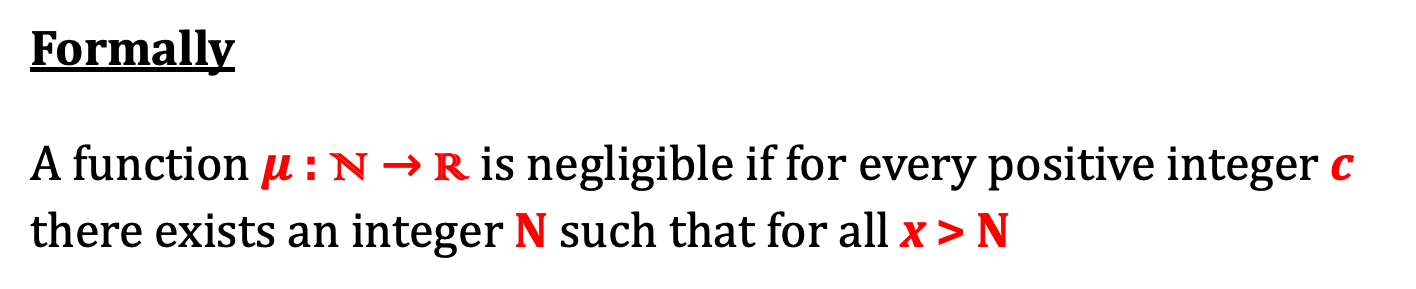 Formally
A function μ : ℕ → ℝ is negligible if for every positive integer c
there exists an integer N such that for all x > N